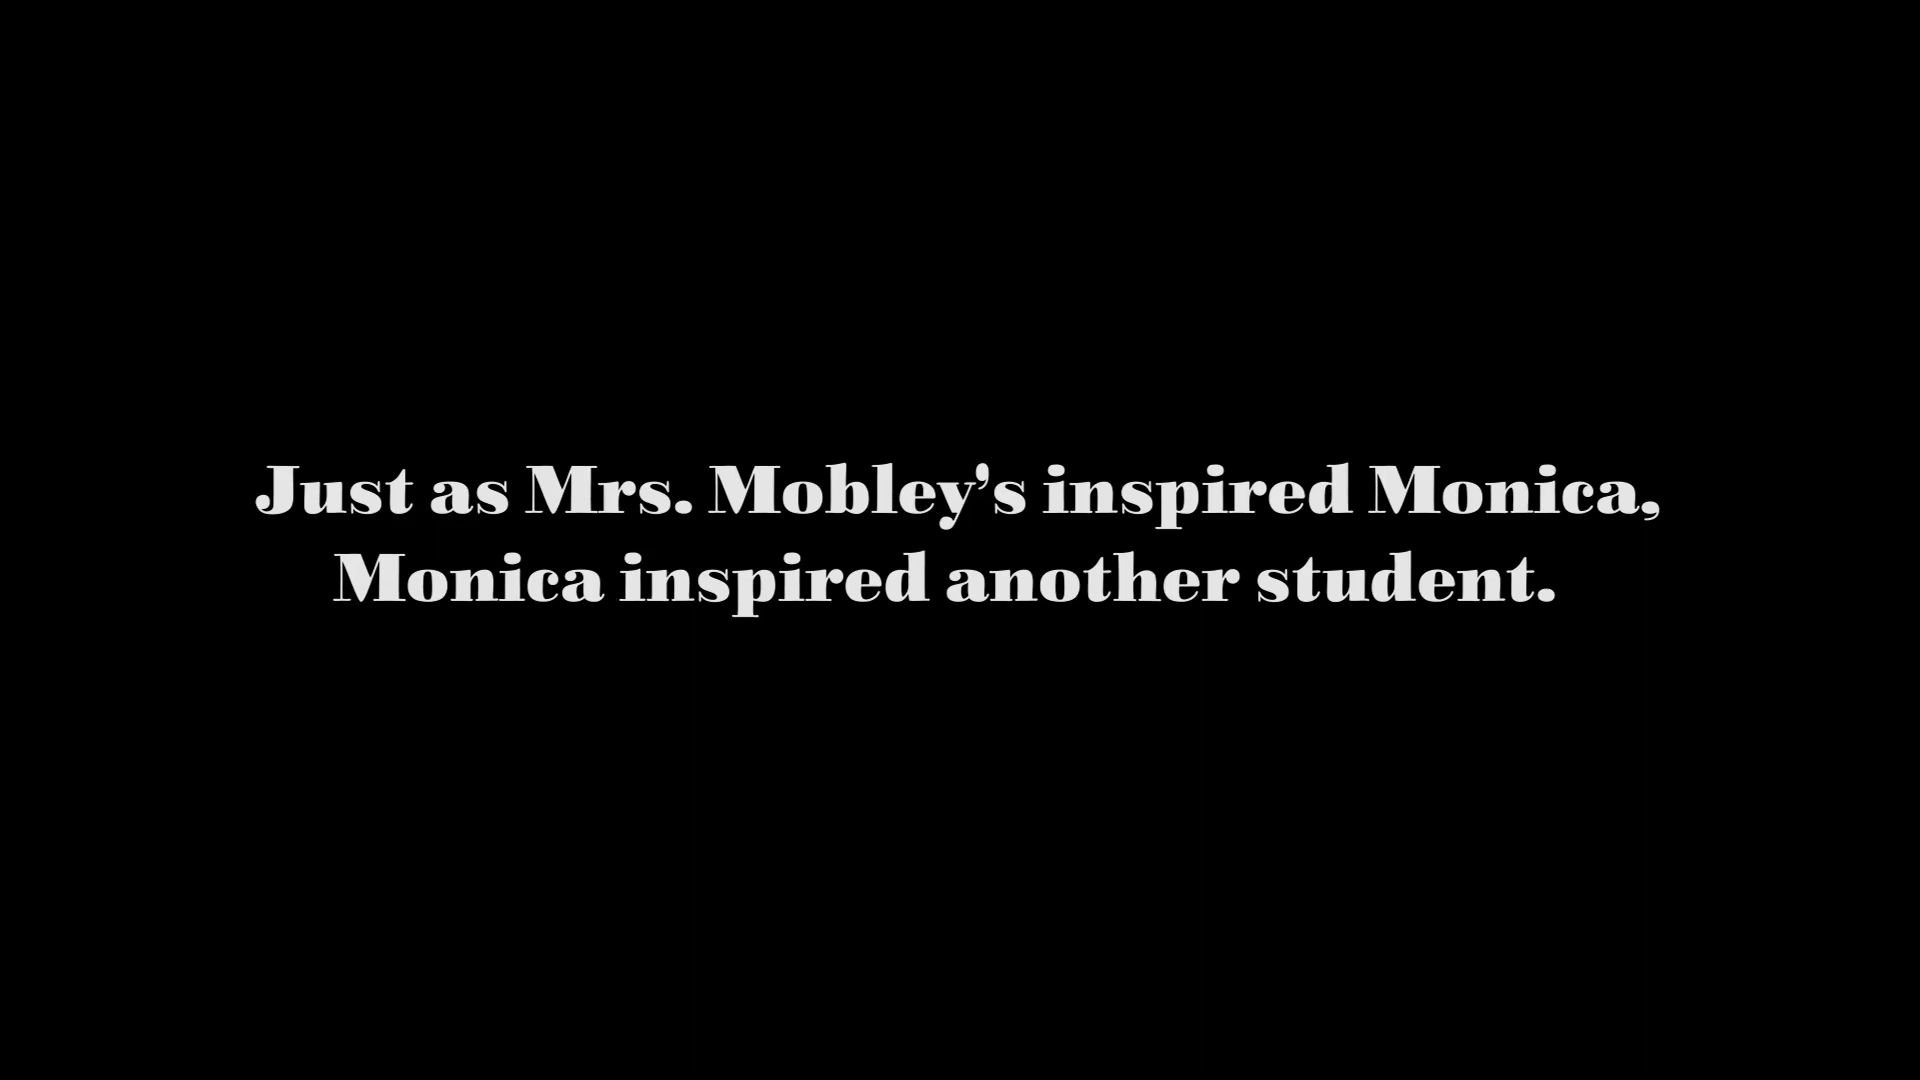 Just as Mrs. Mobley's inspired Monica,
Monica inspired another student.